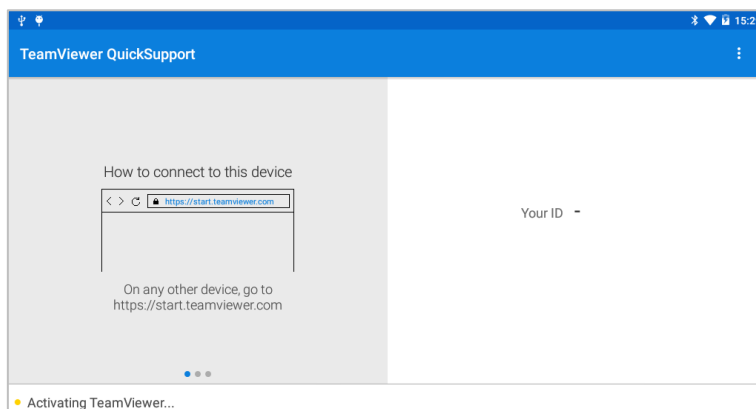 15:2
TeamViewer QuickSupport
How to connect to this device
https://start.teamviewer.com
On any other device, go to
https://start.teamviewer.com
Your ID -
Activating TeamViewer...